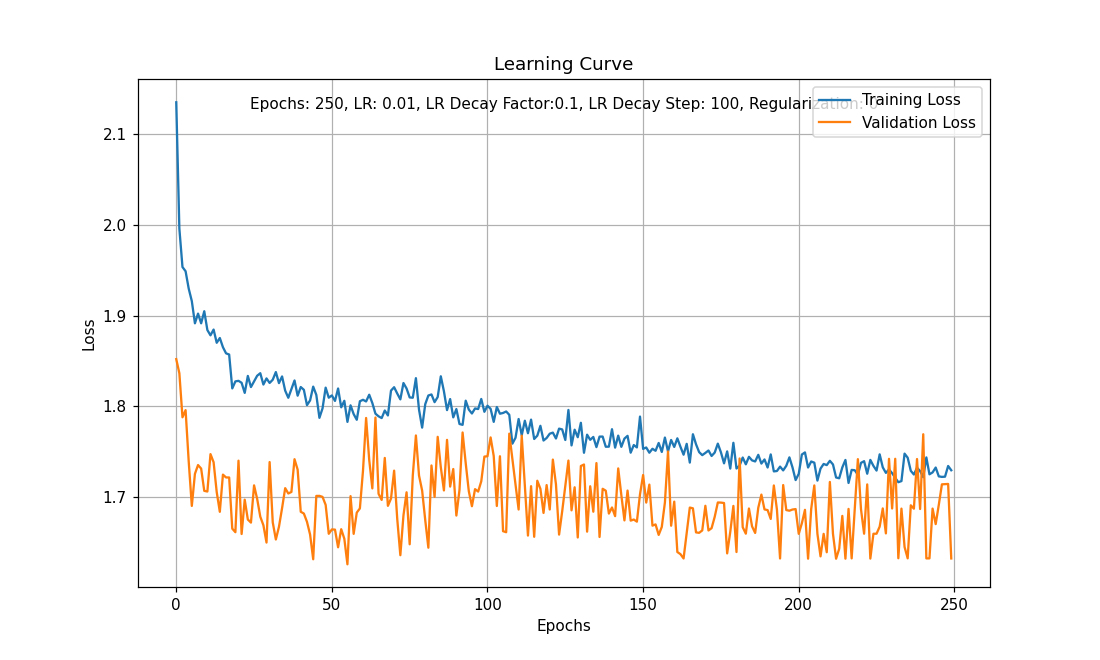 Learning Curve
Epochs: 250, LR: 0.01, LR Decay Factor:0.1, LR Decay Step: 100, Regularization: 0
Training Loss
Validation Loss
2.1
2.0
1.9
1.8
1.7
Loss
0 50 100 150 200 250
Epochs